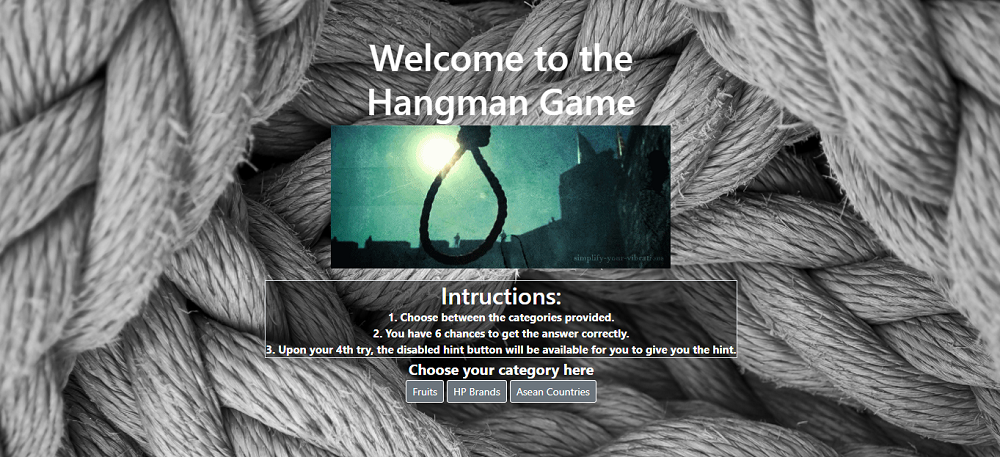 Welcome to the
Hangman Game
simplify-your-vibrations
Intructions:
1. Choose between the categories provided.
2. You have 6 chances to get the answer correctly.
3. Upon your 4th try, the disabled hint button will be available for you to give you the hint.
Choose your category here
Fruits HP Brands Asean Countries